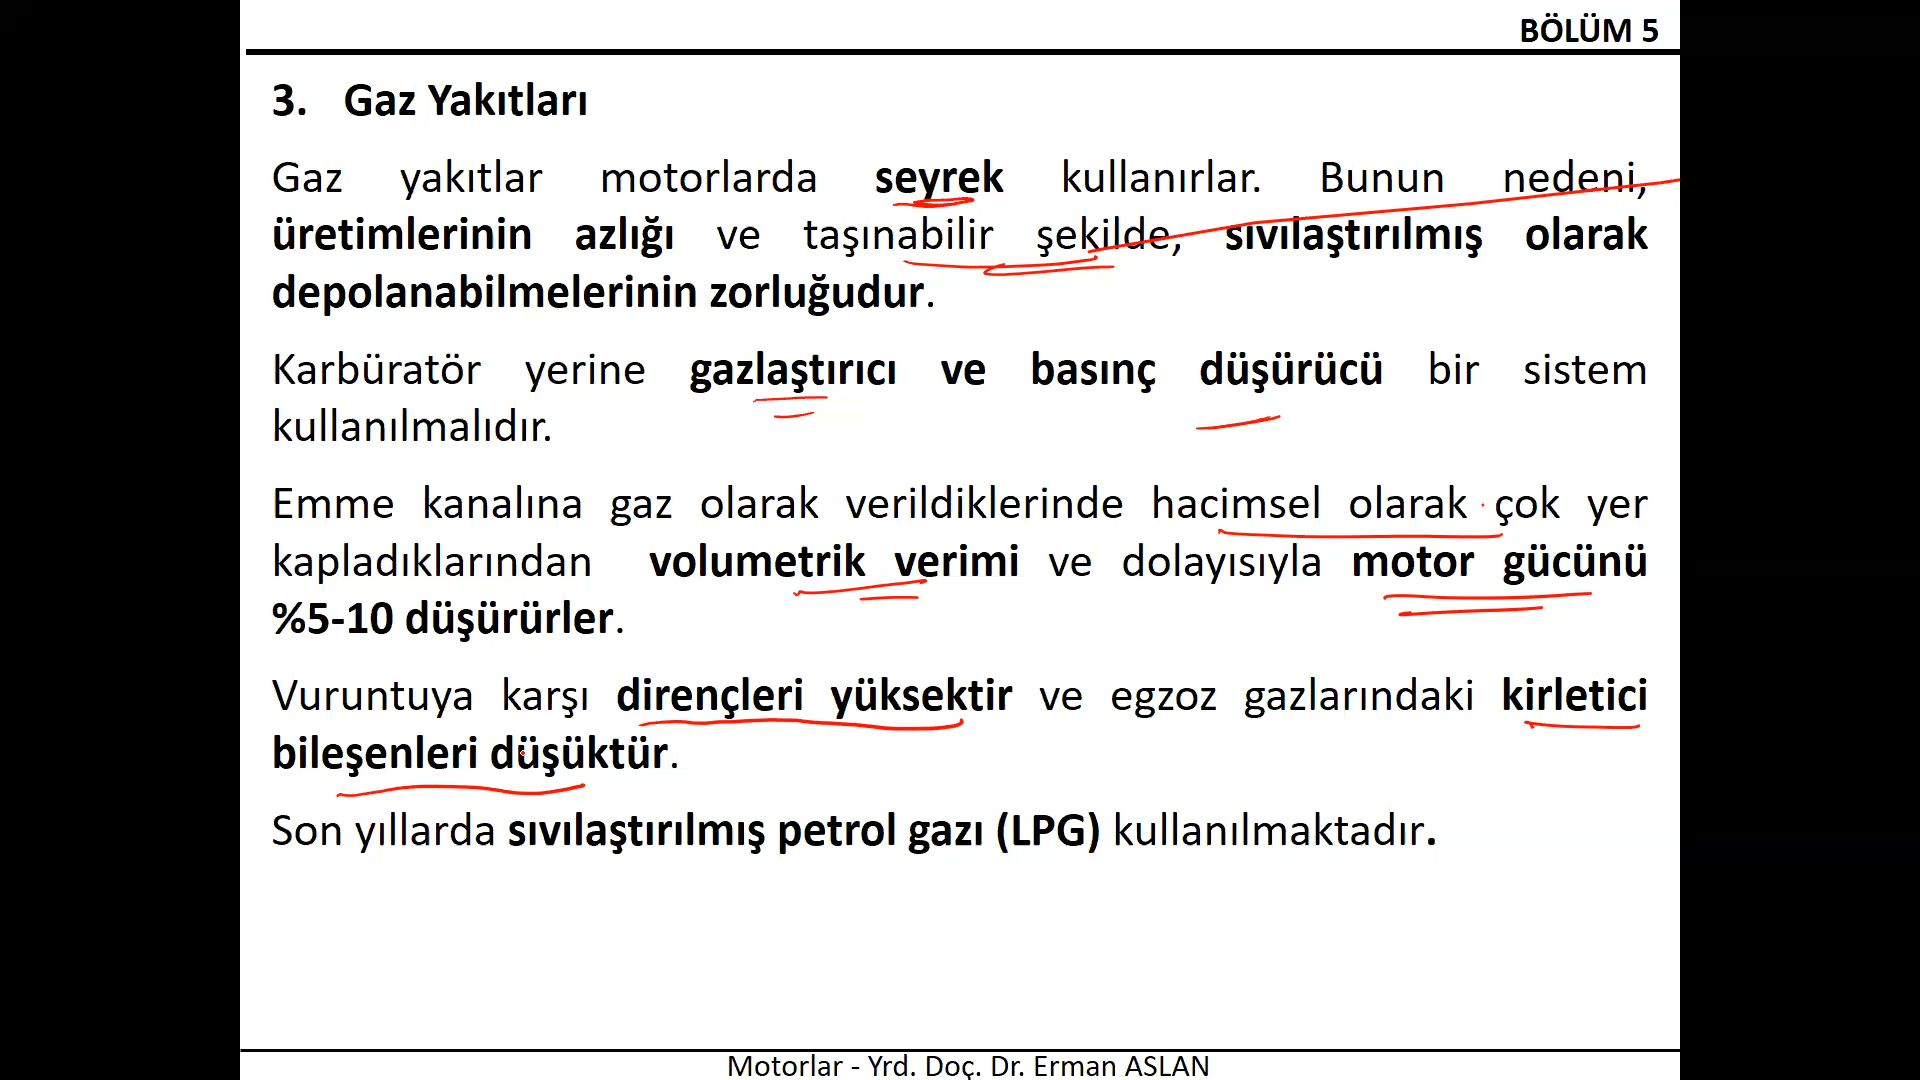 BÖLÜM 5
3. Gaz Yakıtları
Gaz yakıtlar motorlarda seyrek kullanırlar. Bunun nedeni,
üretimlerinin azlığı ve taşınabilir şekilde, sıvılaştırılmış olarak
depolanabilmelerinin zorluğudur.
Karbüratör yerine gazlaştırıcı ve basınç düşürücü bir sistem
kullanılmalıdır.
Emme kanalına gaz olarak verildiklerinde hacimsel olarak çok yer
kapladıklarından volumetrik verimi ve dolayısıyla motor gücünü
%5-10 düşürürler.
Vuruntuya karşı dirençleri yüksektir ve egzoz gazlarındaki kirletici
bileşenleri düşüktür.
Son yıllarda sıvılaştırılmış petrol gazı (LPG) kullanılmaktadır.
Motorlar - Yrd. Doç. Dr. Erman ASLAN